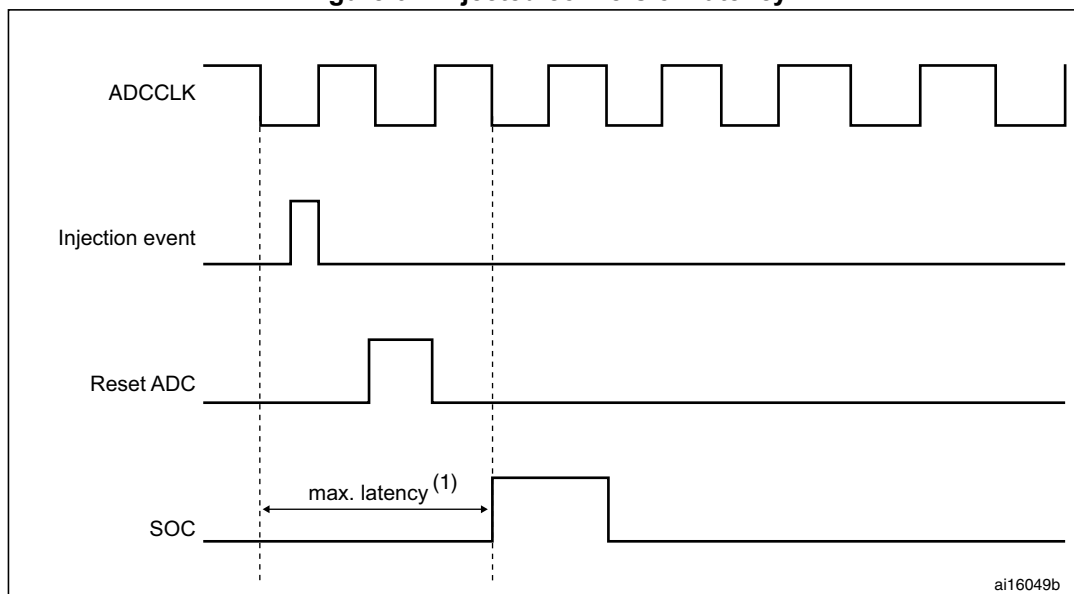 ADCCLK
Injection event
Reset ADC
max. latency (1)
SOC
ai16049b